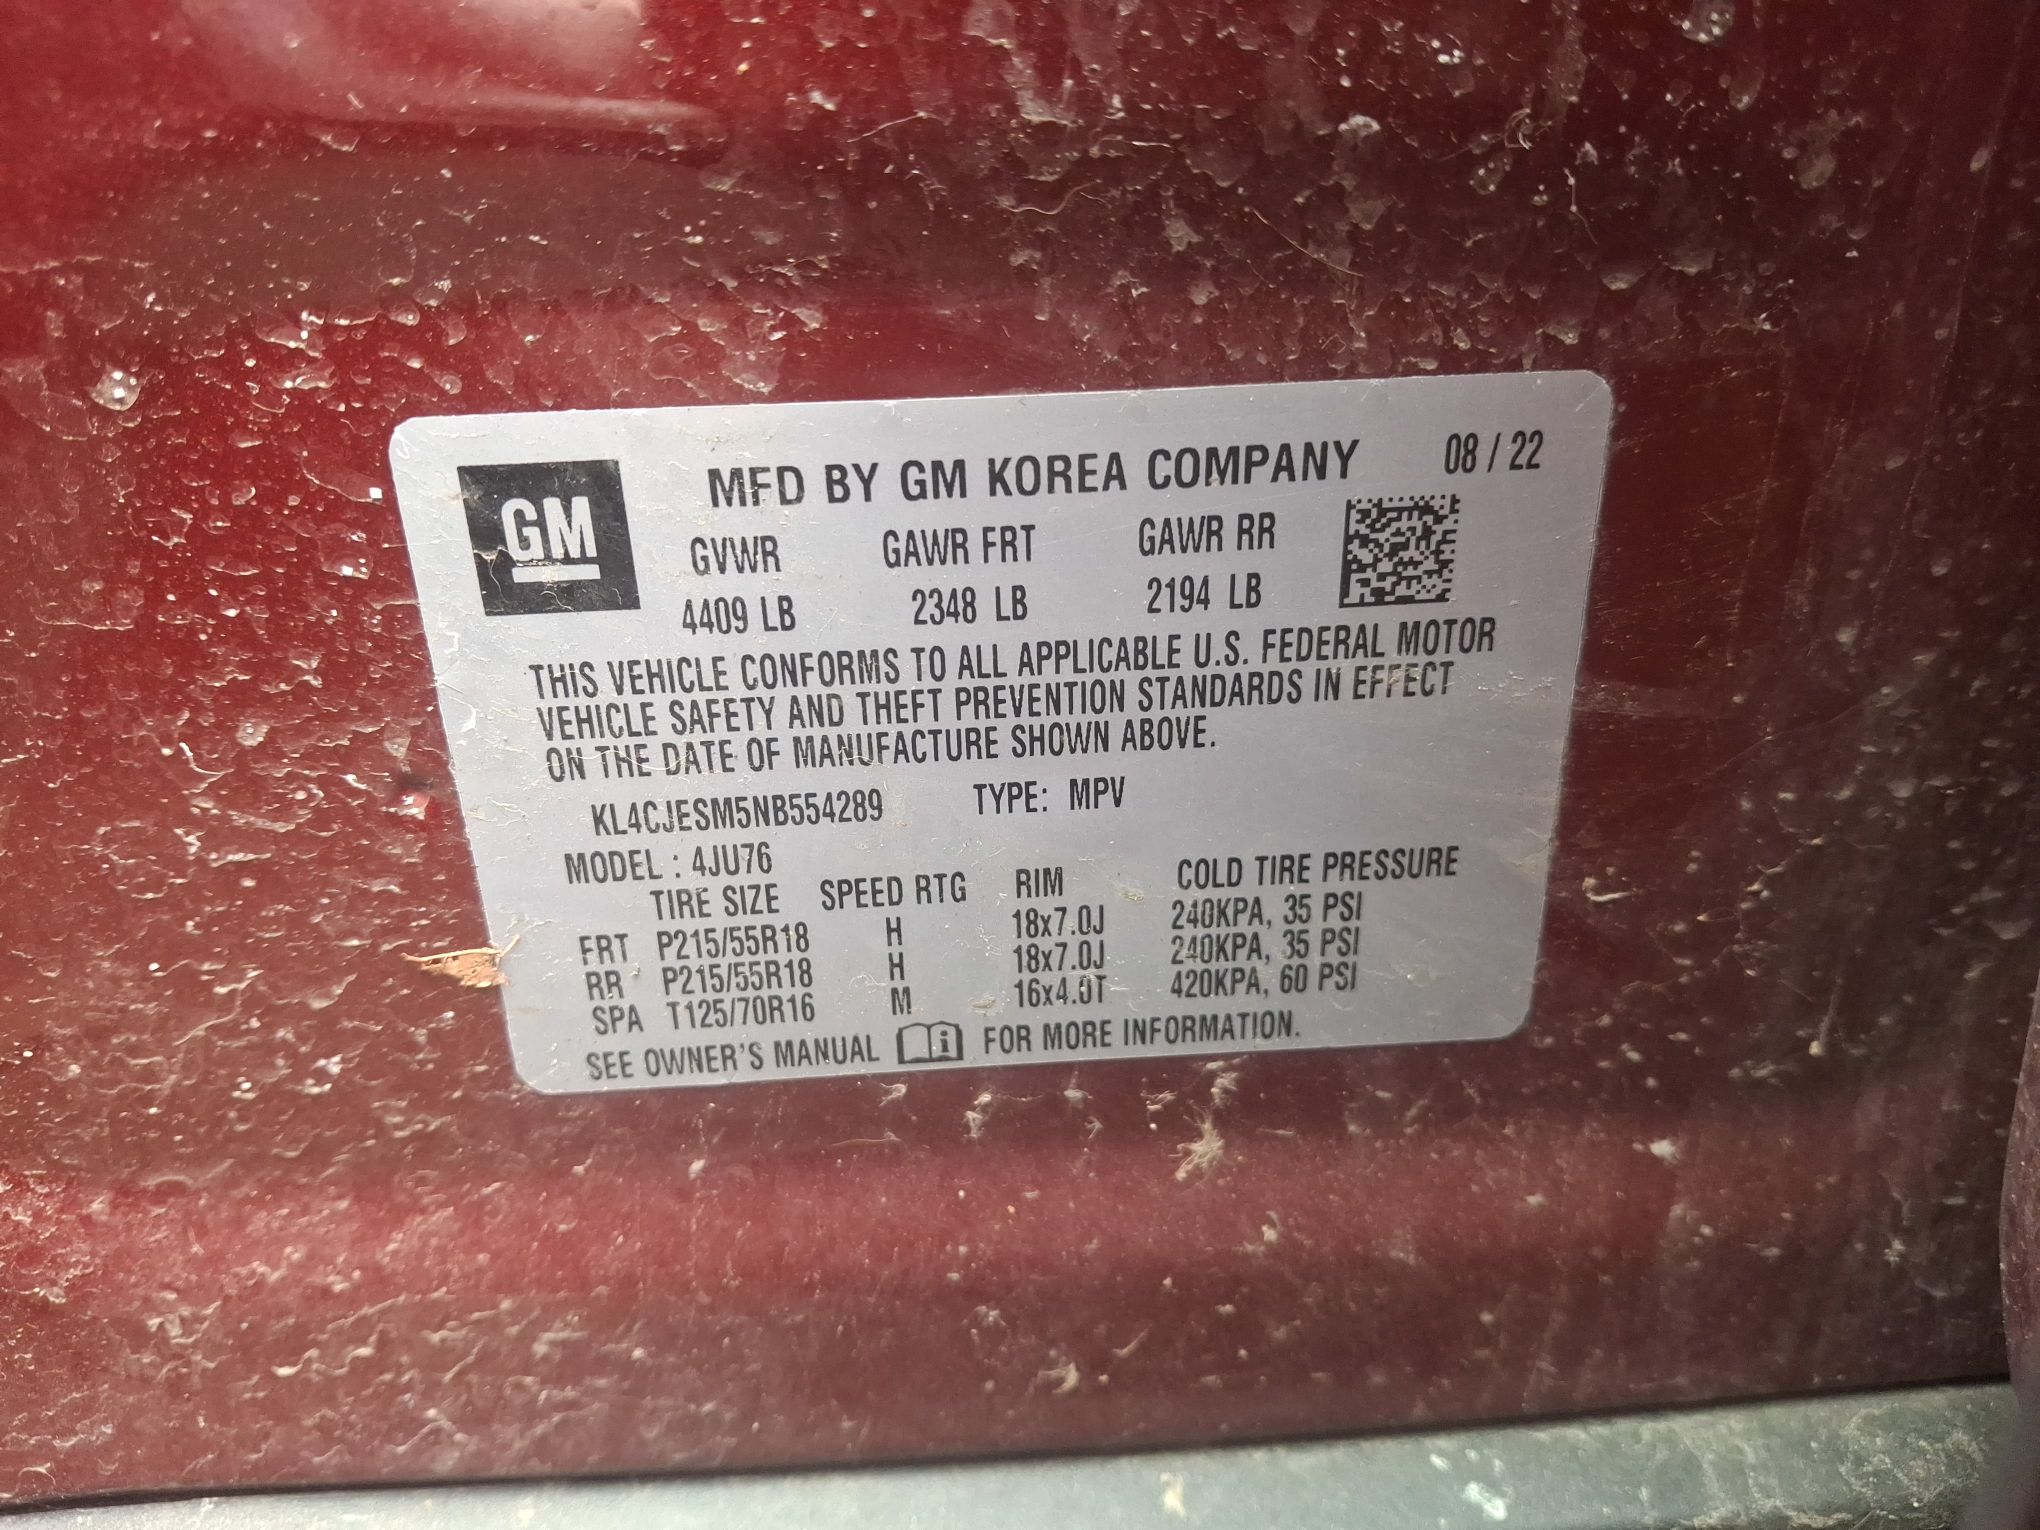 GM
MFD BY GM KOREA COMPANY 08 / 22
GVWR GAWR FRT GAWR RR
4409 LB 2348 LB 2194 LB
THIS VEHICLE CONFORMS TO ALL APPLICABLE U.S. FEDERAL MOTOR
VEHICLE SAFETY AND THEFT PREVENTION STANDARDS IN EFFECT
ON THE DATE OF MANUFACTURE SHOWN ABOVE.
KL4CJESM5NB554289 TYPE: MPV
MODEL : 4JU76
TIRE SIZE SPEED RTG RIM COLD TIRE PRESSURE
FRT P215/55R18 H 18x7.0J 240KPA, 35 PSI
RR P215/55R18 H 18x7.0J 240KPA, 35 PSI
SPA T125/70R16 M 16x4.0T 420KPA, 60 PSI
SEE OWNER'S MANUAL i FOR MORE INFORMATION.